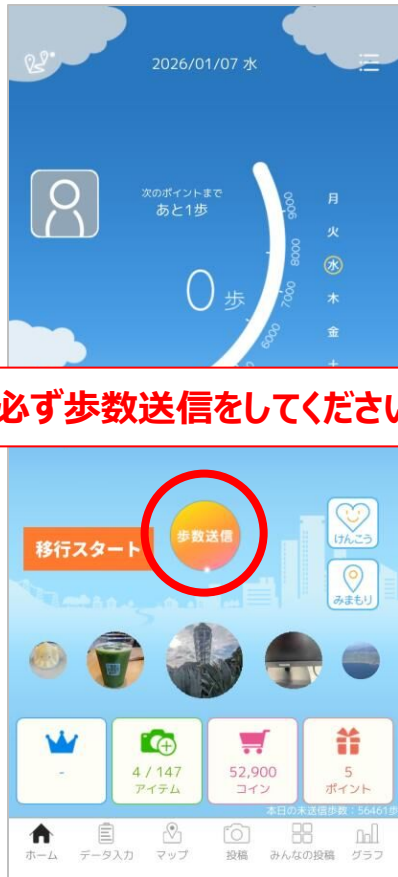 2026/01/07 水
次のポイントまで
あと1歩
0 歩
9000
8000
7000
6000
月
火
水
木
金
土
必ず歩数送信をしてください
移行スタート
歩数送信
けんこう
みまもり
-
4 / 147
アイテム
52,900
コイン
5
ポイント
本日の未送信歩数:56461歩
ホーム データ入力 マップ 投稿 みんなの投稿 グラフ